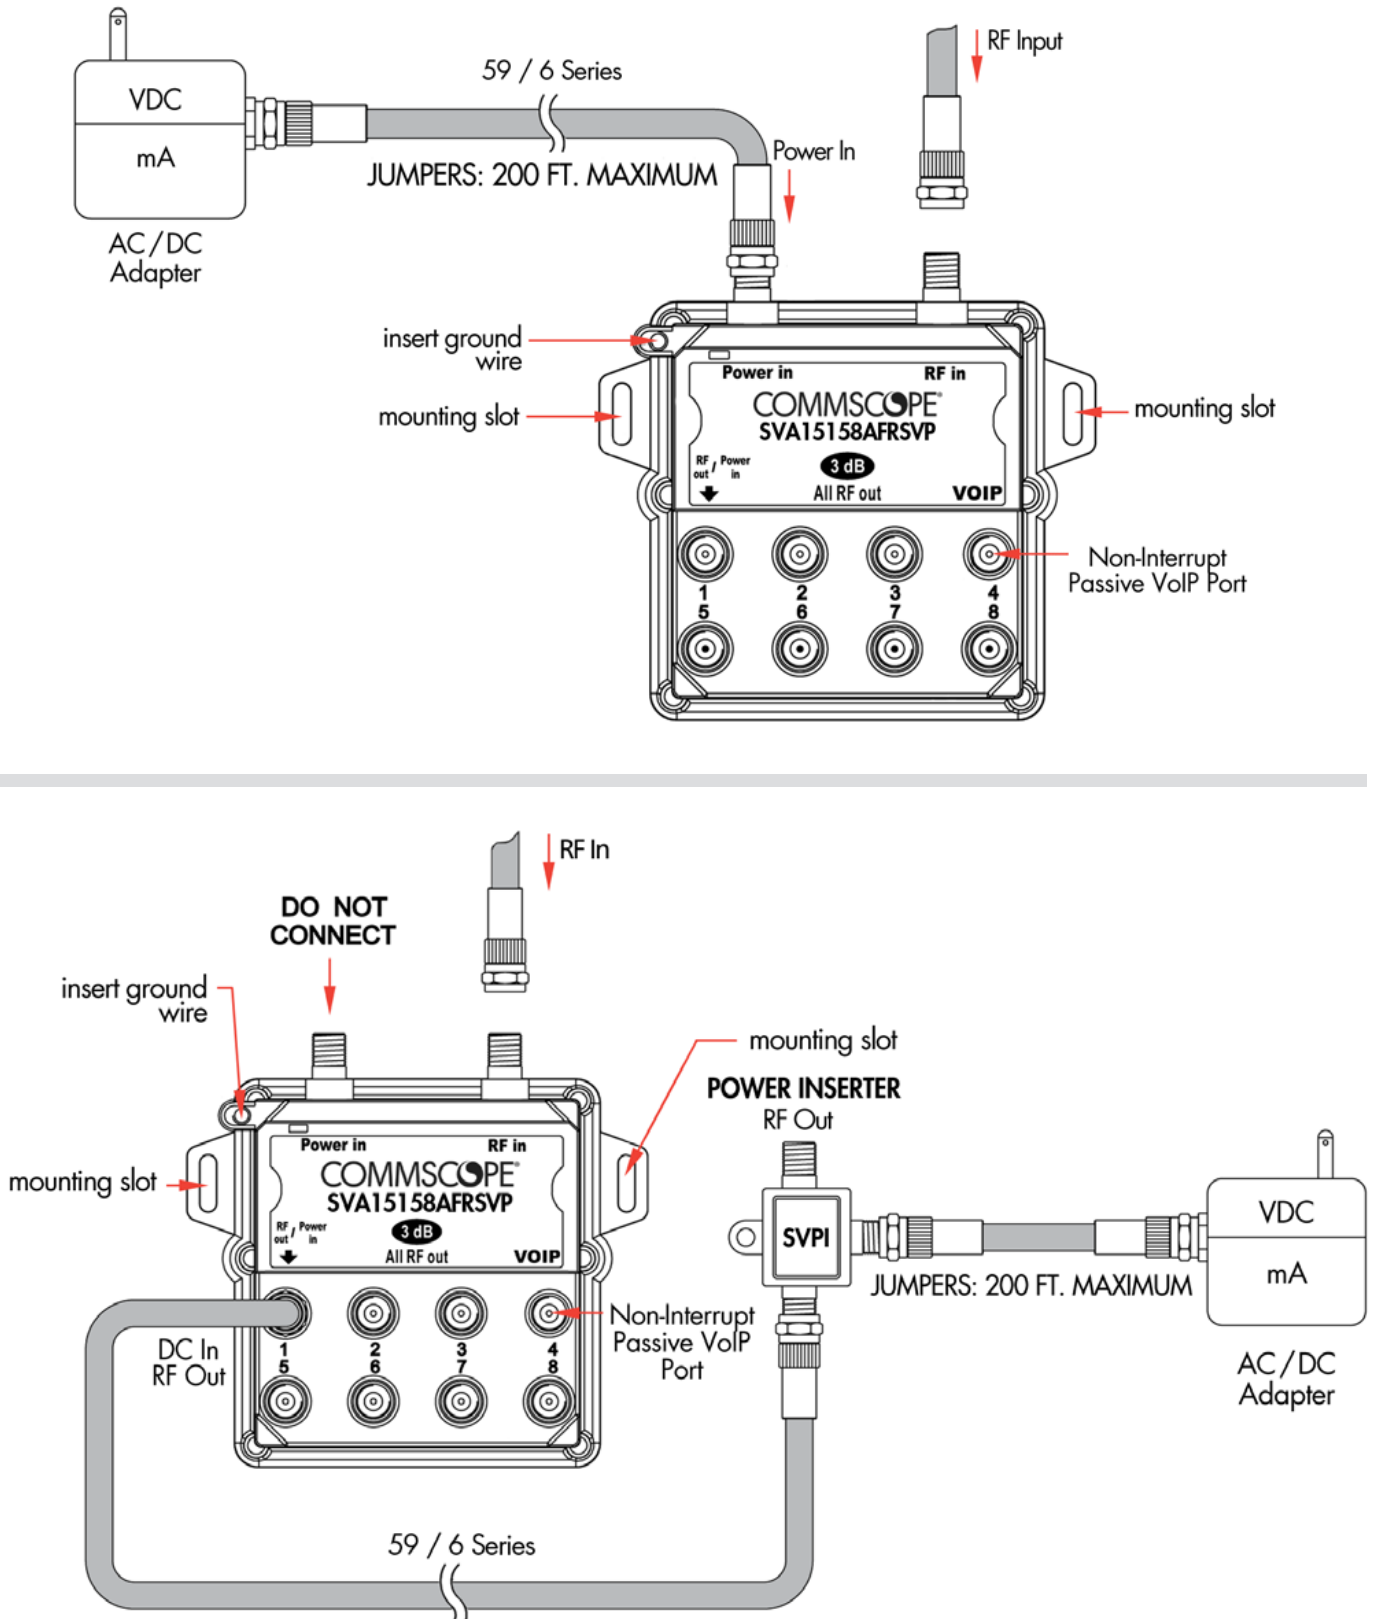 RF Input
59 / 6 Series
VDC
mA
Power In
JUMPERS: 200 FT. MAXIMUM
AC/DC
Adapter
insert ground
wire
Power in
RF in
COMMSCOPE®
mounting slot
mounting slot
SVA15158AFRSVP
RF out / Power in
3 dB
All RF out
VOIP
Non-Interrupt
Passive VoIP Port
1 2 3 4
5 6 7 8
RF In
DO NOT
CONNECT
insert ground
wire
mounting slot
POWER INSERTER
RF Out
Power in
RF in
COMMSCOPE®
mounting slot
SVA15158AFRSVP
RF out / Power in
3 dB
All RF out
VOIP
SVPI
VDC
mA
JUMPERS: 200 FT. MAXIMUM
Non-Interrupt
Passive VoIP
Port
DC In
RF Out
1 2 3 4
5 6 7 8
AC/DC
Adapter
59 / 6 Series